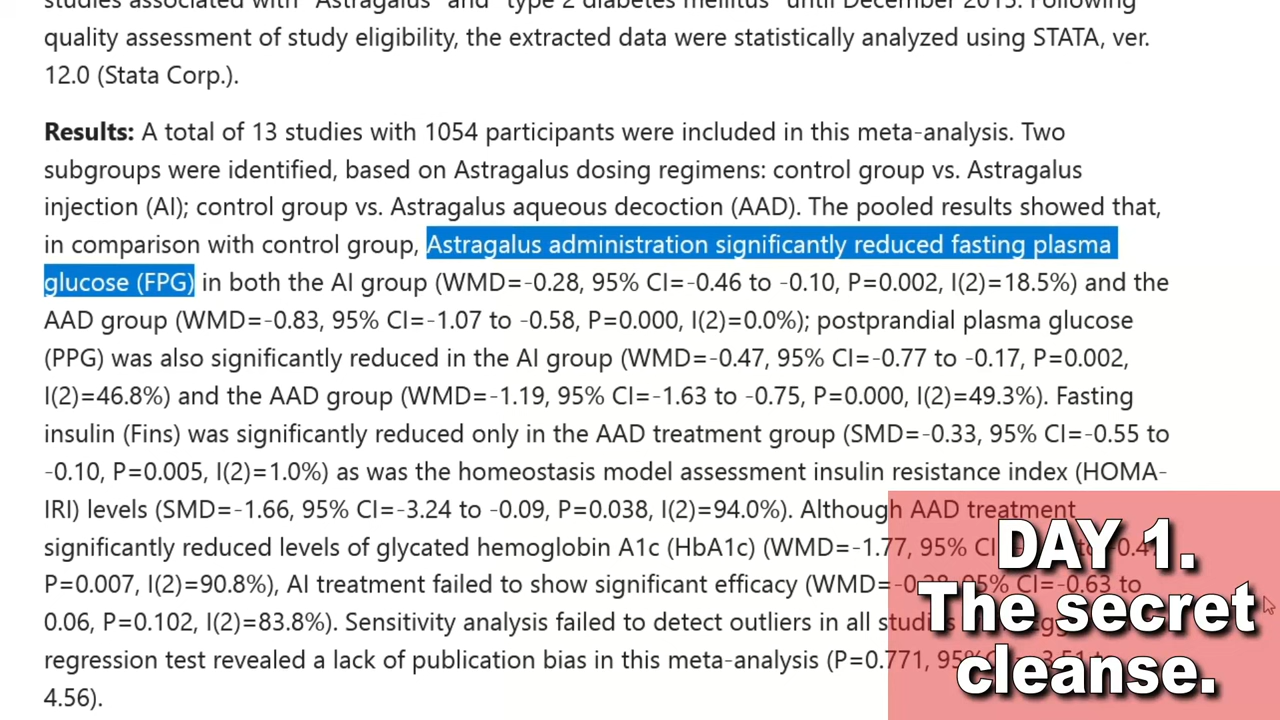 studies associated with "Astragalus" and "type 2 diabetes mellitus" until December 2015. Following
quality assessment of study eligibility, the extracted data were statistically analyzed using STATA, ver.
12.0 (Stata Corp.).
Results: A total of 13 studies with 1054 participants were included in this meta-analysis. Two
subgroups were identified, based on Astragalus dosing regimens: control group vs. Astragalus
injection (AI); control group vs. Astragalus aqueous decoction (AAD). The pooled results showed that,
in comparison with control group, Astragalus administration significantly reduced fasting plasma
glucose (FPG) in both the AI group (WMD=-0.28, 95% CI=-0.46 to -0.10, P=0.002, I(2)=18.5%) and the
AAD group (WMD=-0.83, 95% CI=-1.07 to -0.58, P=0.000, I(2)=0.0%); postprandial plasma glucose
(PPG) was also significantly reduced in the AI group (WMD=-0.47, 95% CI=-0.77 to -0.17, P=0.002,
I(2)=46.8%) and the AAD group (WMD=-1.19, 95% CI=-1.63 to -0.75, P=0.000, I(2)=49.3%). Fasting
insulin (Fins) was significantly reduced only in the AAD treatment group (SMD=-0.33, 95% CI=-0.55 to
-0.10, P=0.005, I(2)=1.0%) as was the homeostasis model assessment insulin resistance index (HOMA-
IRI) levels (SMD=-1.66, 95% CI=-3.24 to -0.09, P=0.038, I(2)=94.0%). Although AAD treatment
significantly reduced levels of glycated hemoglobin A1c (HbA1c) (WMD=-1.77, 95%
P=0.007, I(2)=90.8%), AI treatment failed to show significant efficacy (95% CI=-0.63 to
0.06, P=0.102, I(2)=83.8%). Sensitivity analysis failed to detect outliers in all
regression test revealed a lack of publication bias in this meta-analysis (P=0.771,
4.56).
DAY 1.
The secret
cleanse.